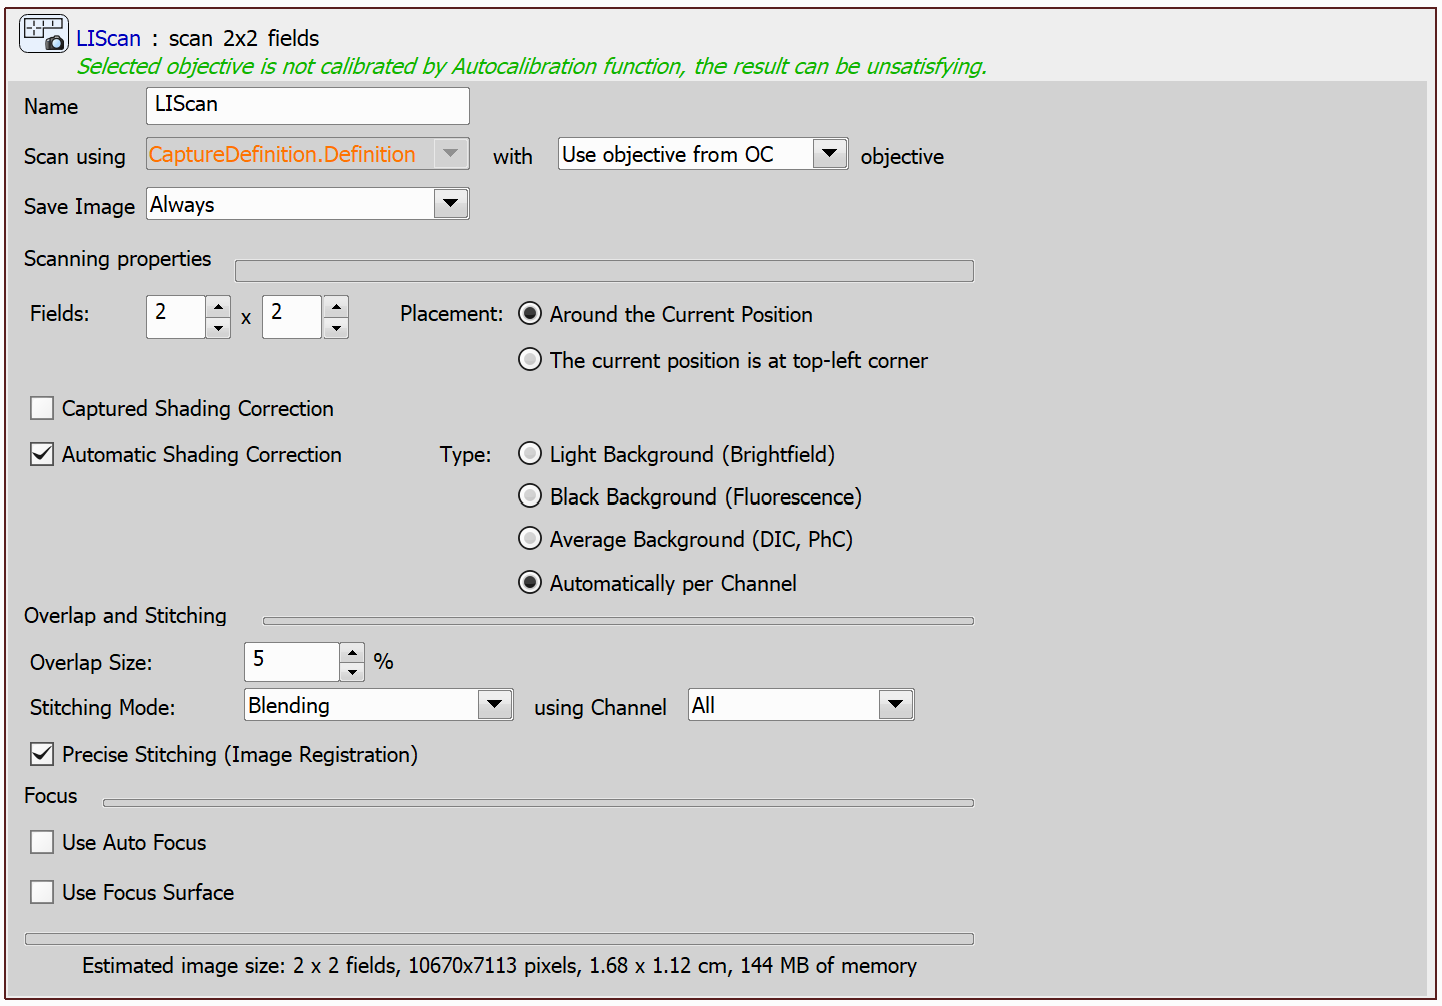 LIScan : scan 2x2 fields
Selected objective is not calibrated by Autocalibration function, the result can be unsatisfying.
Name LIScan
Scan using CaptureDefinition.Definition with Use objective from OC objective
Save Image Always
Scanning properties
Fields: 2 x 2 Placement: Around the Current Position
The current position is at top-left corner
Captured Shading Correction
Automatic Shading Correction Type: Light Background (Brightfield)
Black Background (Fluorescence)
Average Background (DIC, PhC)
Automatically per Channel
Overlap and Stitching
Overlap Size: 5 %
Stitching Mode: Blending using Channel All
Precise Stitching (Image Registration)
Focus
Use Auto Focus
Use Focus Surface
Estimated image size: 2 x 2 fields, 10670x7113 pixels, 1.68 x 1.12 cm, 144 MB of memory